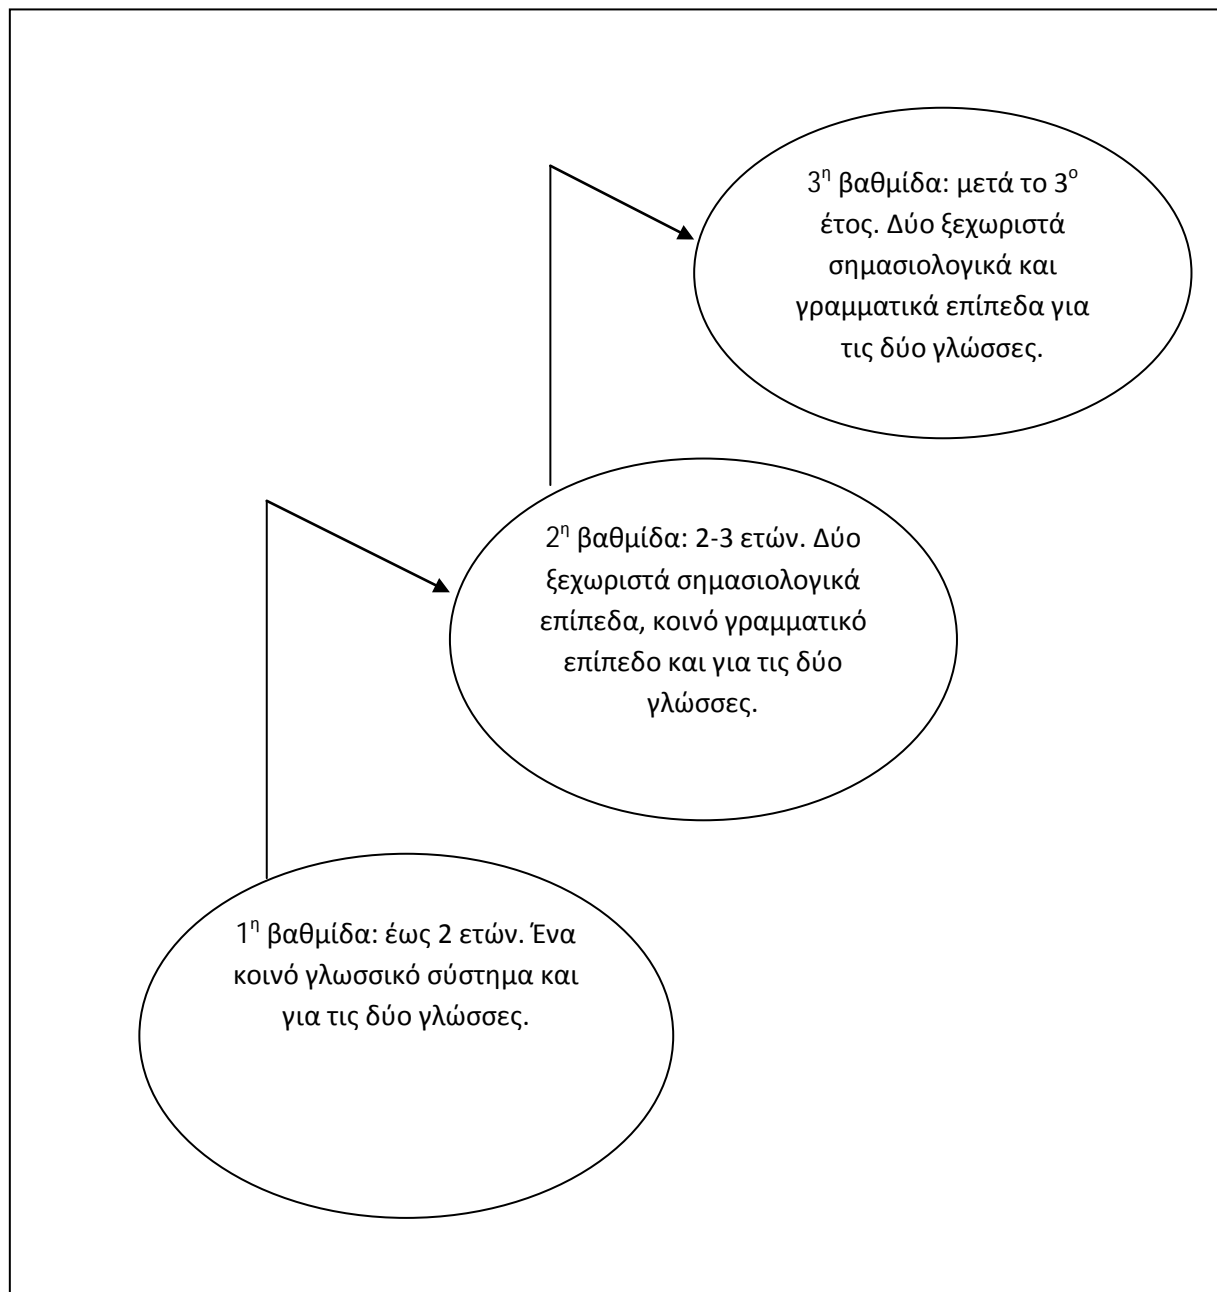 3η βαθμίδα: μετά το 3ο
έτος. Δύο ξεχωριστά
σημασιολογικά και
γραμματικά επίπεδα για
τις δύο γλώσσες.
2η βαθμίδα: 2-3 ετών. Δύο
ξεχωριστά σημασιολογικά
επίπεδα, κοινό γραμματικό
επίπεδο και για τις δύο
γλώσσες.
1η βαθμίδα: έως 2 ετών. Ένα
κοινό γλωσσικό σύστημα και
για τις δύο γλώσσες.